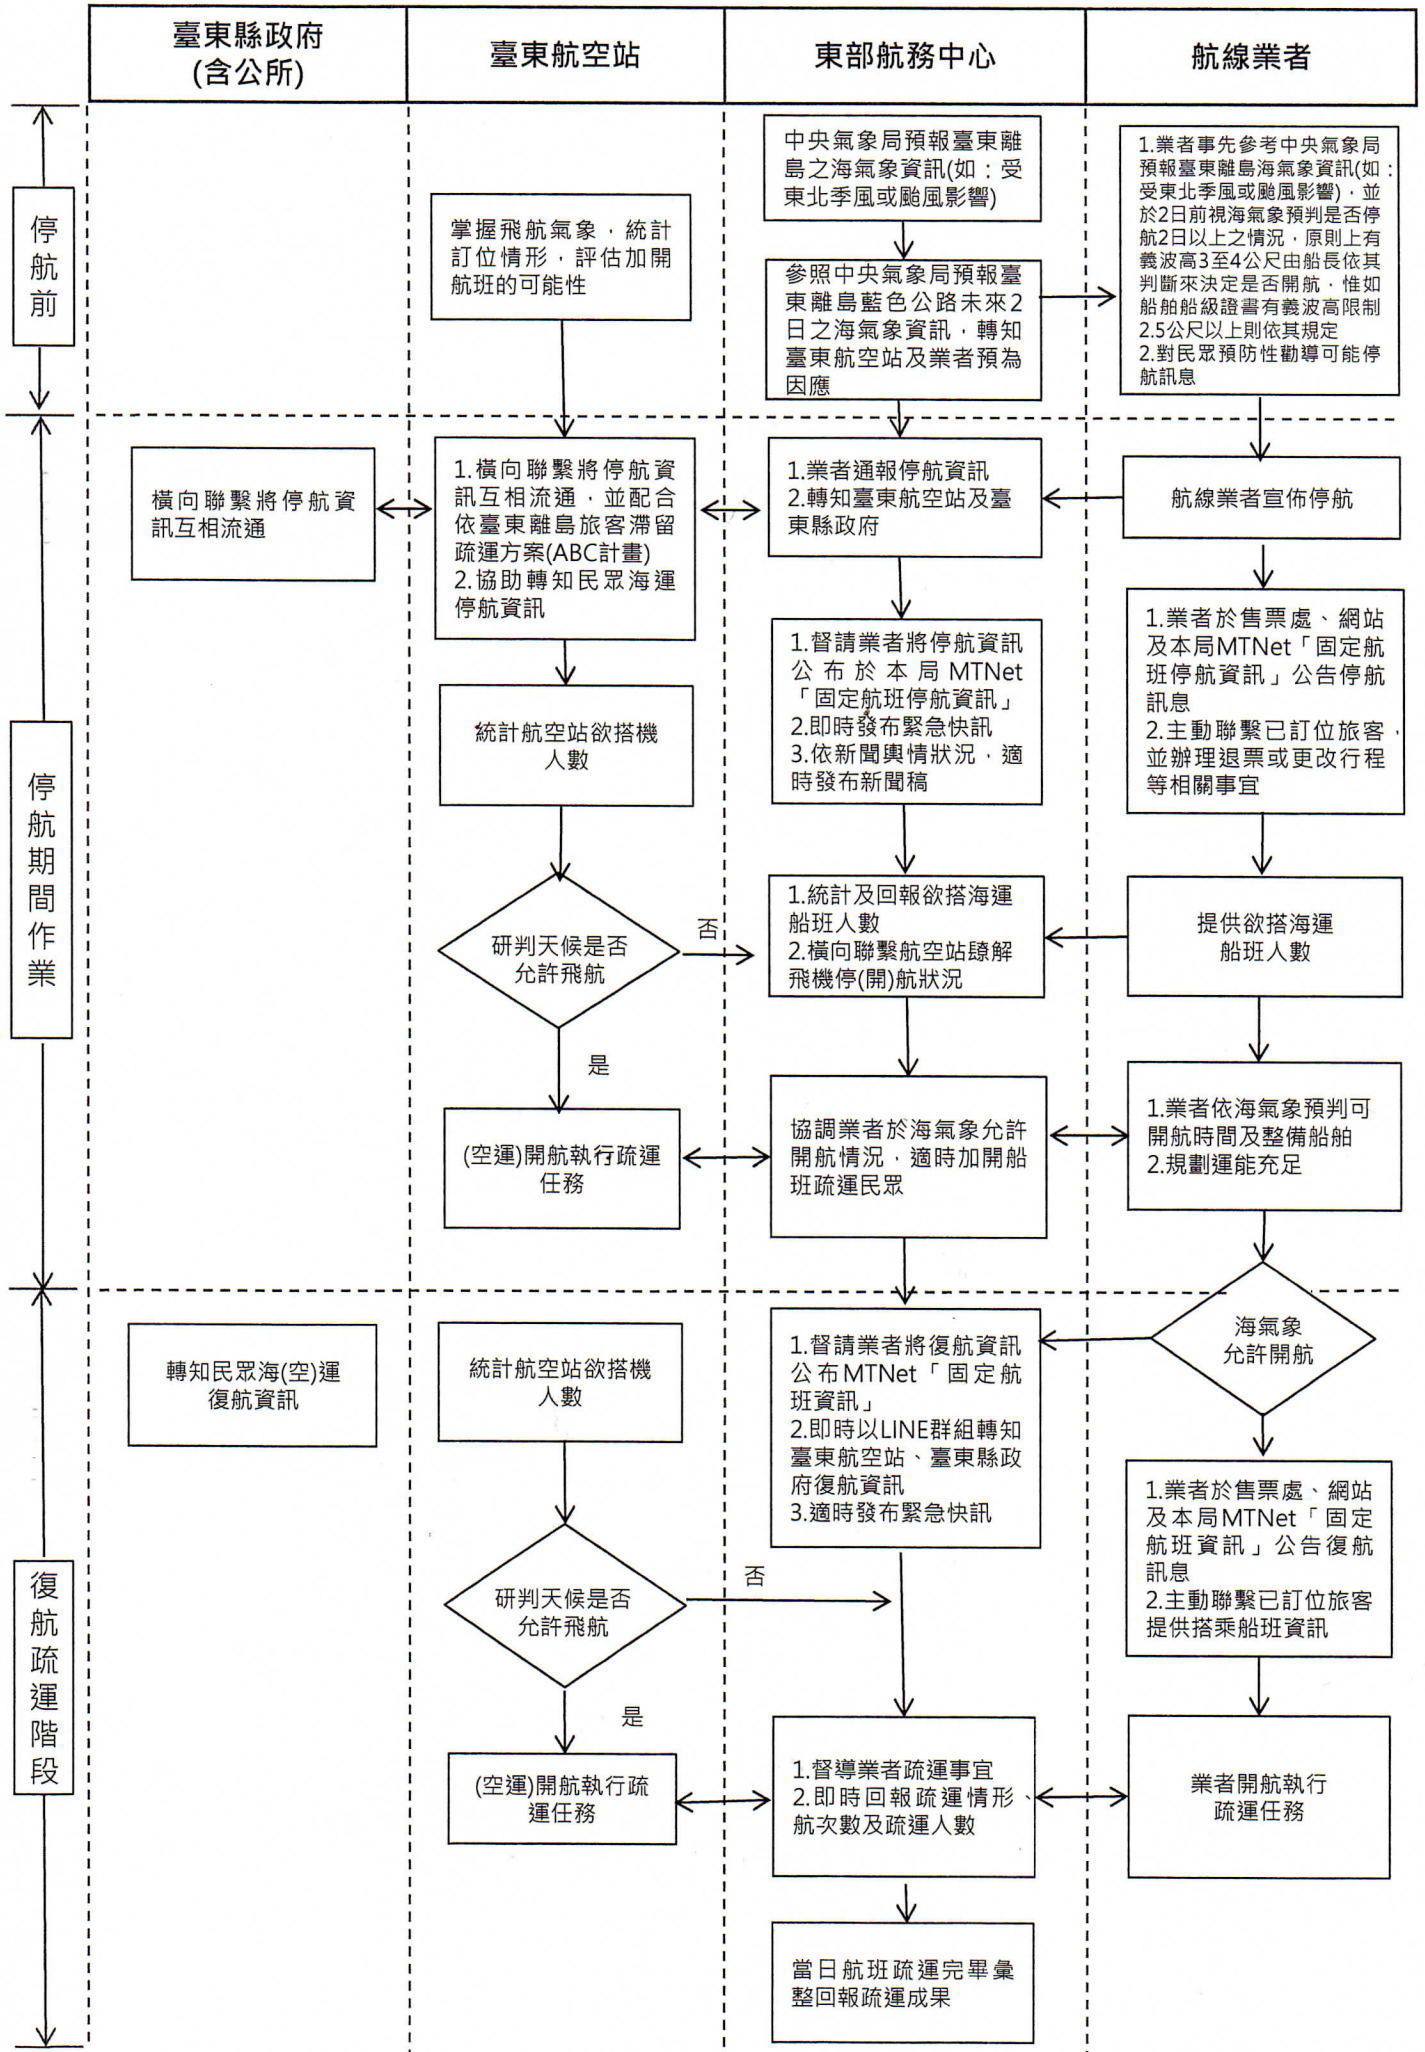 臺東縣政府
(含公所)
臺東航空站
東部航務中心
航線業者
停航前
掌握飛航氣象，統計
訂位情形，評估加開
航班的可能性
中央氣象局預報臺東離
島之海氣象資訊(如：受
東北季風或颱風影響)
參照中央氣象局預報臺
東離島藍色公路未來2
日之海氣象資訊，轉知
臺東航空站及業者預為
因應
1.業者事先參考中央氣象局
預報臺東離島海氣象資訊(如：
受東北季風或颱風影響)，並
於2日前視海氣象預判是否停
航2日以上之情況，原則上有
義波高3至4公尺由船長依其
判斷來決定是否開航，惟如
船舶船級證書有義波高限制
2.5公尺以上則依其規定
2.對民眾預防性勸導可能停
航訊息
停航期間作業
橫向聯繫將停航資
訊互相流通
1.橫向聯繫將停航資
訊互相流通，並配合
依臺東離島旅客滯留
疏運方案(ABC計畫)
2.協助轉知民眾海運
停航資訊
1.業者通報停航資訊
2.轉知臺東航空站及臺
東縣政府
航線業者宣佈停航
統計航空站欲搭機
人數
1.督請業者將停航資訊
公布於本局MTNet
「固定航班停航資訊」
2.即時發布緊急快訊
3.依新聞輿情狀況，適
時發布新聞稿
1.業者於售票處、網站
及本局MTNet「固定航
班停航資訊」公告停航
訊息
2.主動聯繫已訂位旅客，
並辦理退票或更改行程
等相關事宜
研判天候是否
允許飛航
否
是
1.統計及回報欲搭海運
船班人數
2.橫向聯繫航空站瞭解
飛機停(開)航狀況
提供欲搭海運
船班人數
(空運)開航執行疏運
任務
協調業者於海氣象允許
開航情況，適時加開船
班疏運民眾
1.業者依海氣象預判可
開航時間及整備船舶
2.規劃運能充足
復航疏運階段
轉知民眾海(空)運
復航資訊
統計航空站欲搭機
人數
1.督請業者將復航資訊
公布MTNet「固定航
班資訊」
2.即時以LINE群組轉知
臺東航空站、臺東縣政
府復航資訊
3.適時發布緊急快訊
海氣象
允許開航
研判天候是否
允許飛航
否
是
1.業者於售票處、網站
及本局MTNet「固定
航班資訊」公告復航
訊息
2.主動聯繫已訂位旅客
提供搭乘船班資訊
(空運)開航執行疏
運任務
1.督導業者疏運事宜
2.即時回報疏運情形、
航次數及疏運人數
業者開航執行
疏運任務
當日航班疏運完畢彙
整回報疏運成果